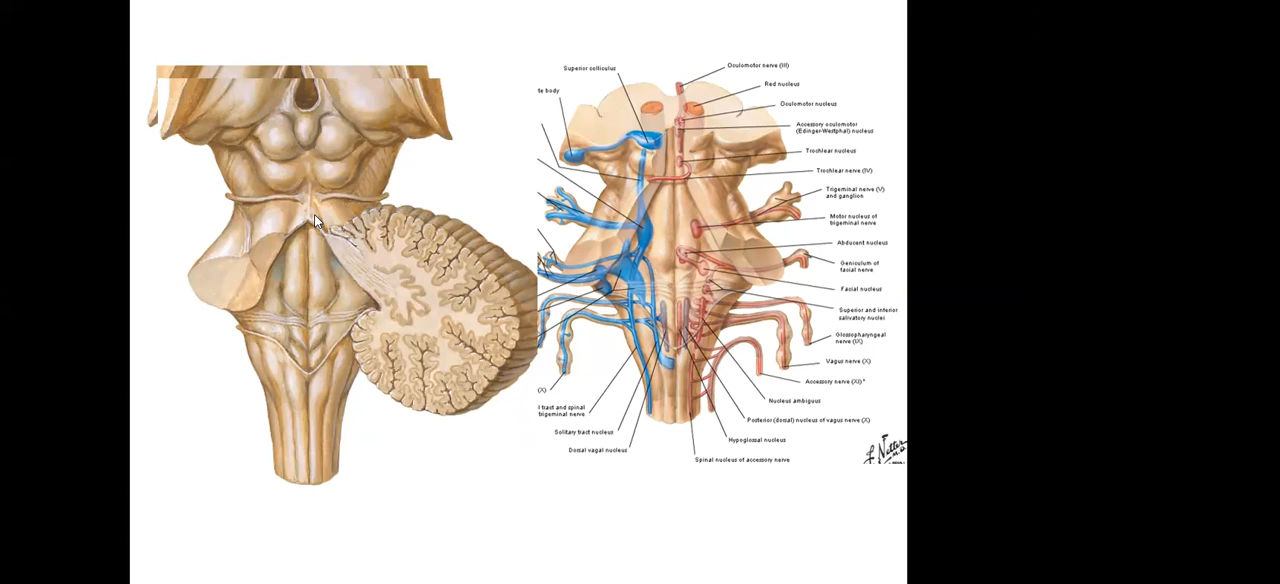 Superior colliculus
te body
Oculomotor nerve (III)
Red nucleus
Oculomotor nucleus
Accessory oculomotor
(Edinger-Westphal) nucleus
Trochlear nucleus
Trochlear nerve (IV)
Trigeminal nerve (V)
and ganglion
Motor nucleus of
trigeminal nerve
Abducent nucleus
Geniculum of
facial nerve
Facial nucleus
Superior and inferior
salivatory nuclei
Glossopharyngeal
nerve (IX)
Vagus nerve (X)
Accessory nerve (XI)*
Nucleus ambiguus
Posterior (dorsal) nucleus of vagus nerve (X)
Hypoglossal nucleus
Spinal nucleus of accessory nerve
(X)
l tract and spinal
trigeminal nerve
Solitary tract nucleus
Dorsal vagal nucleus
F. Netter